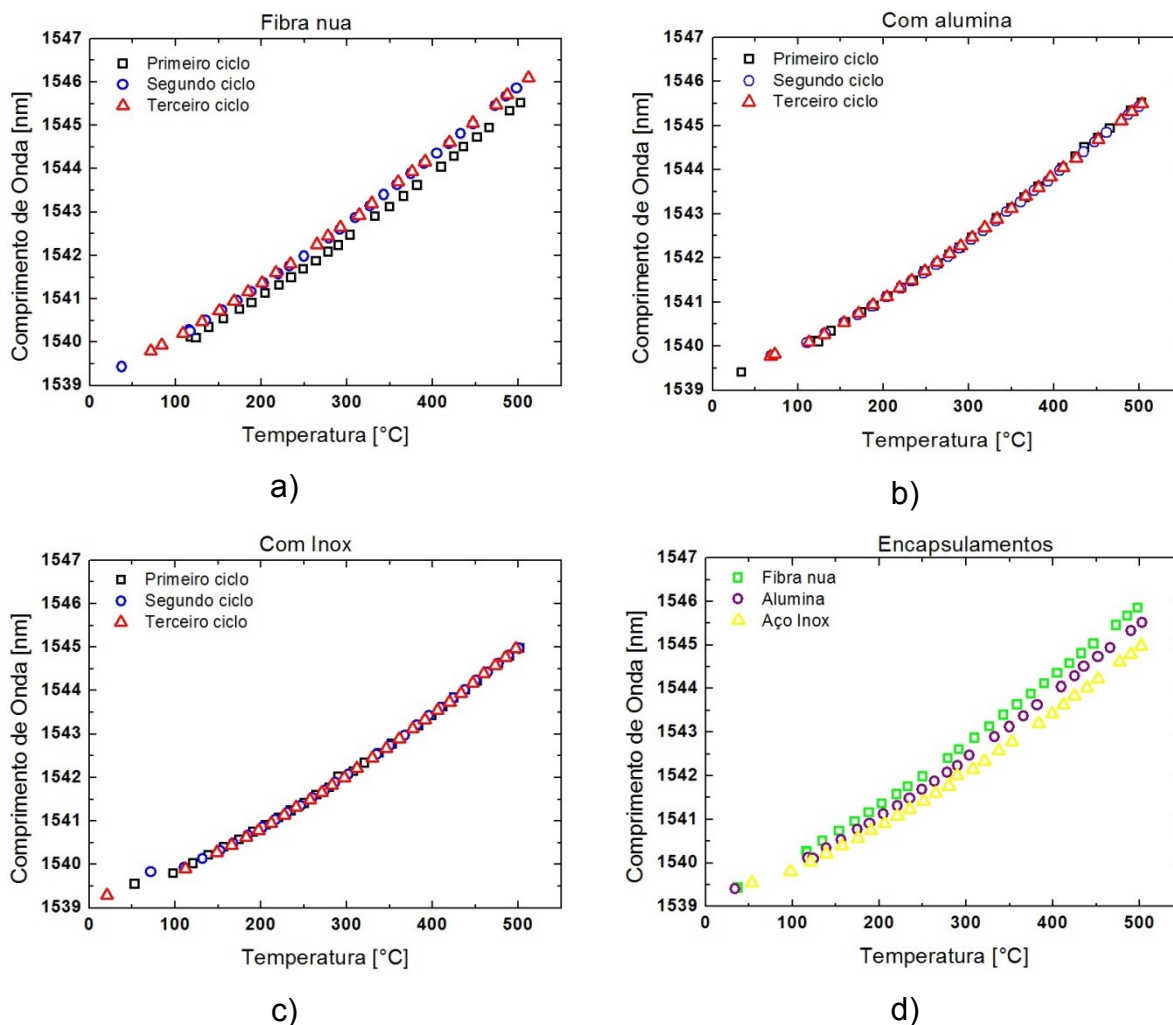 Fibra nua
1547
1546
1545
1544
1543
1542
1541
1540
1539
Comprimento de Onda [nm]
Primeiro ciclo
Segundo ciclo
Terceiro ciclo
0 100 200 300 400 500
Temperatura [°C]
a)
Com alumina
1547
1546
1545
1544
1543
1542
1541
1540
1539
Comprimento de Onda [nm]
Primeiro ciclo
Segundo ciclo
Terceiro ciclo
0 100 200 300 400 500
Temperatura [°C]
b)
Com Inox
1547
1546
1545
1544
1543
1542
1541
1540
1539
Comprimento de Onda [nm]
Primeiro ciclo
Segundo ciclo
Terceiro ciclo
0 100 200 300 400 500
Temperatura [°C]
c)
Encapsulamentos
1547
1546
1545
1544
1543
1542
1541
1540
1539
Comprimento de Onda [nm]
Fibra nua
Alumina
Aço Inox
0 100 200 300 400 500
Temperatura [°C]
d)